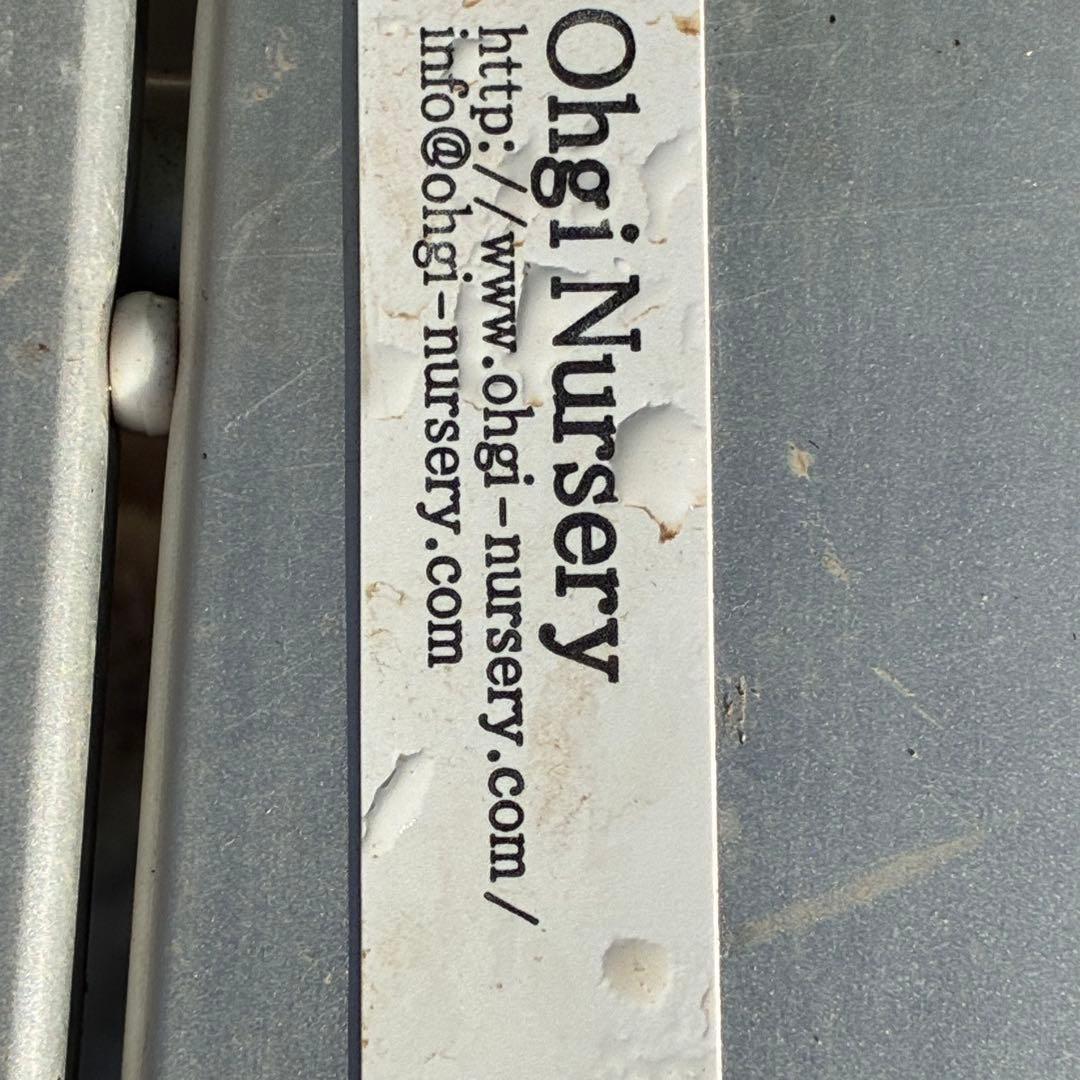 Ohgi Nursery
http://www.ohgi-nursery.com/
info@ohgi-nursery.com